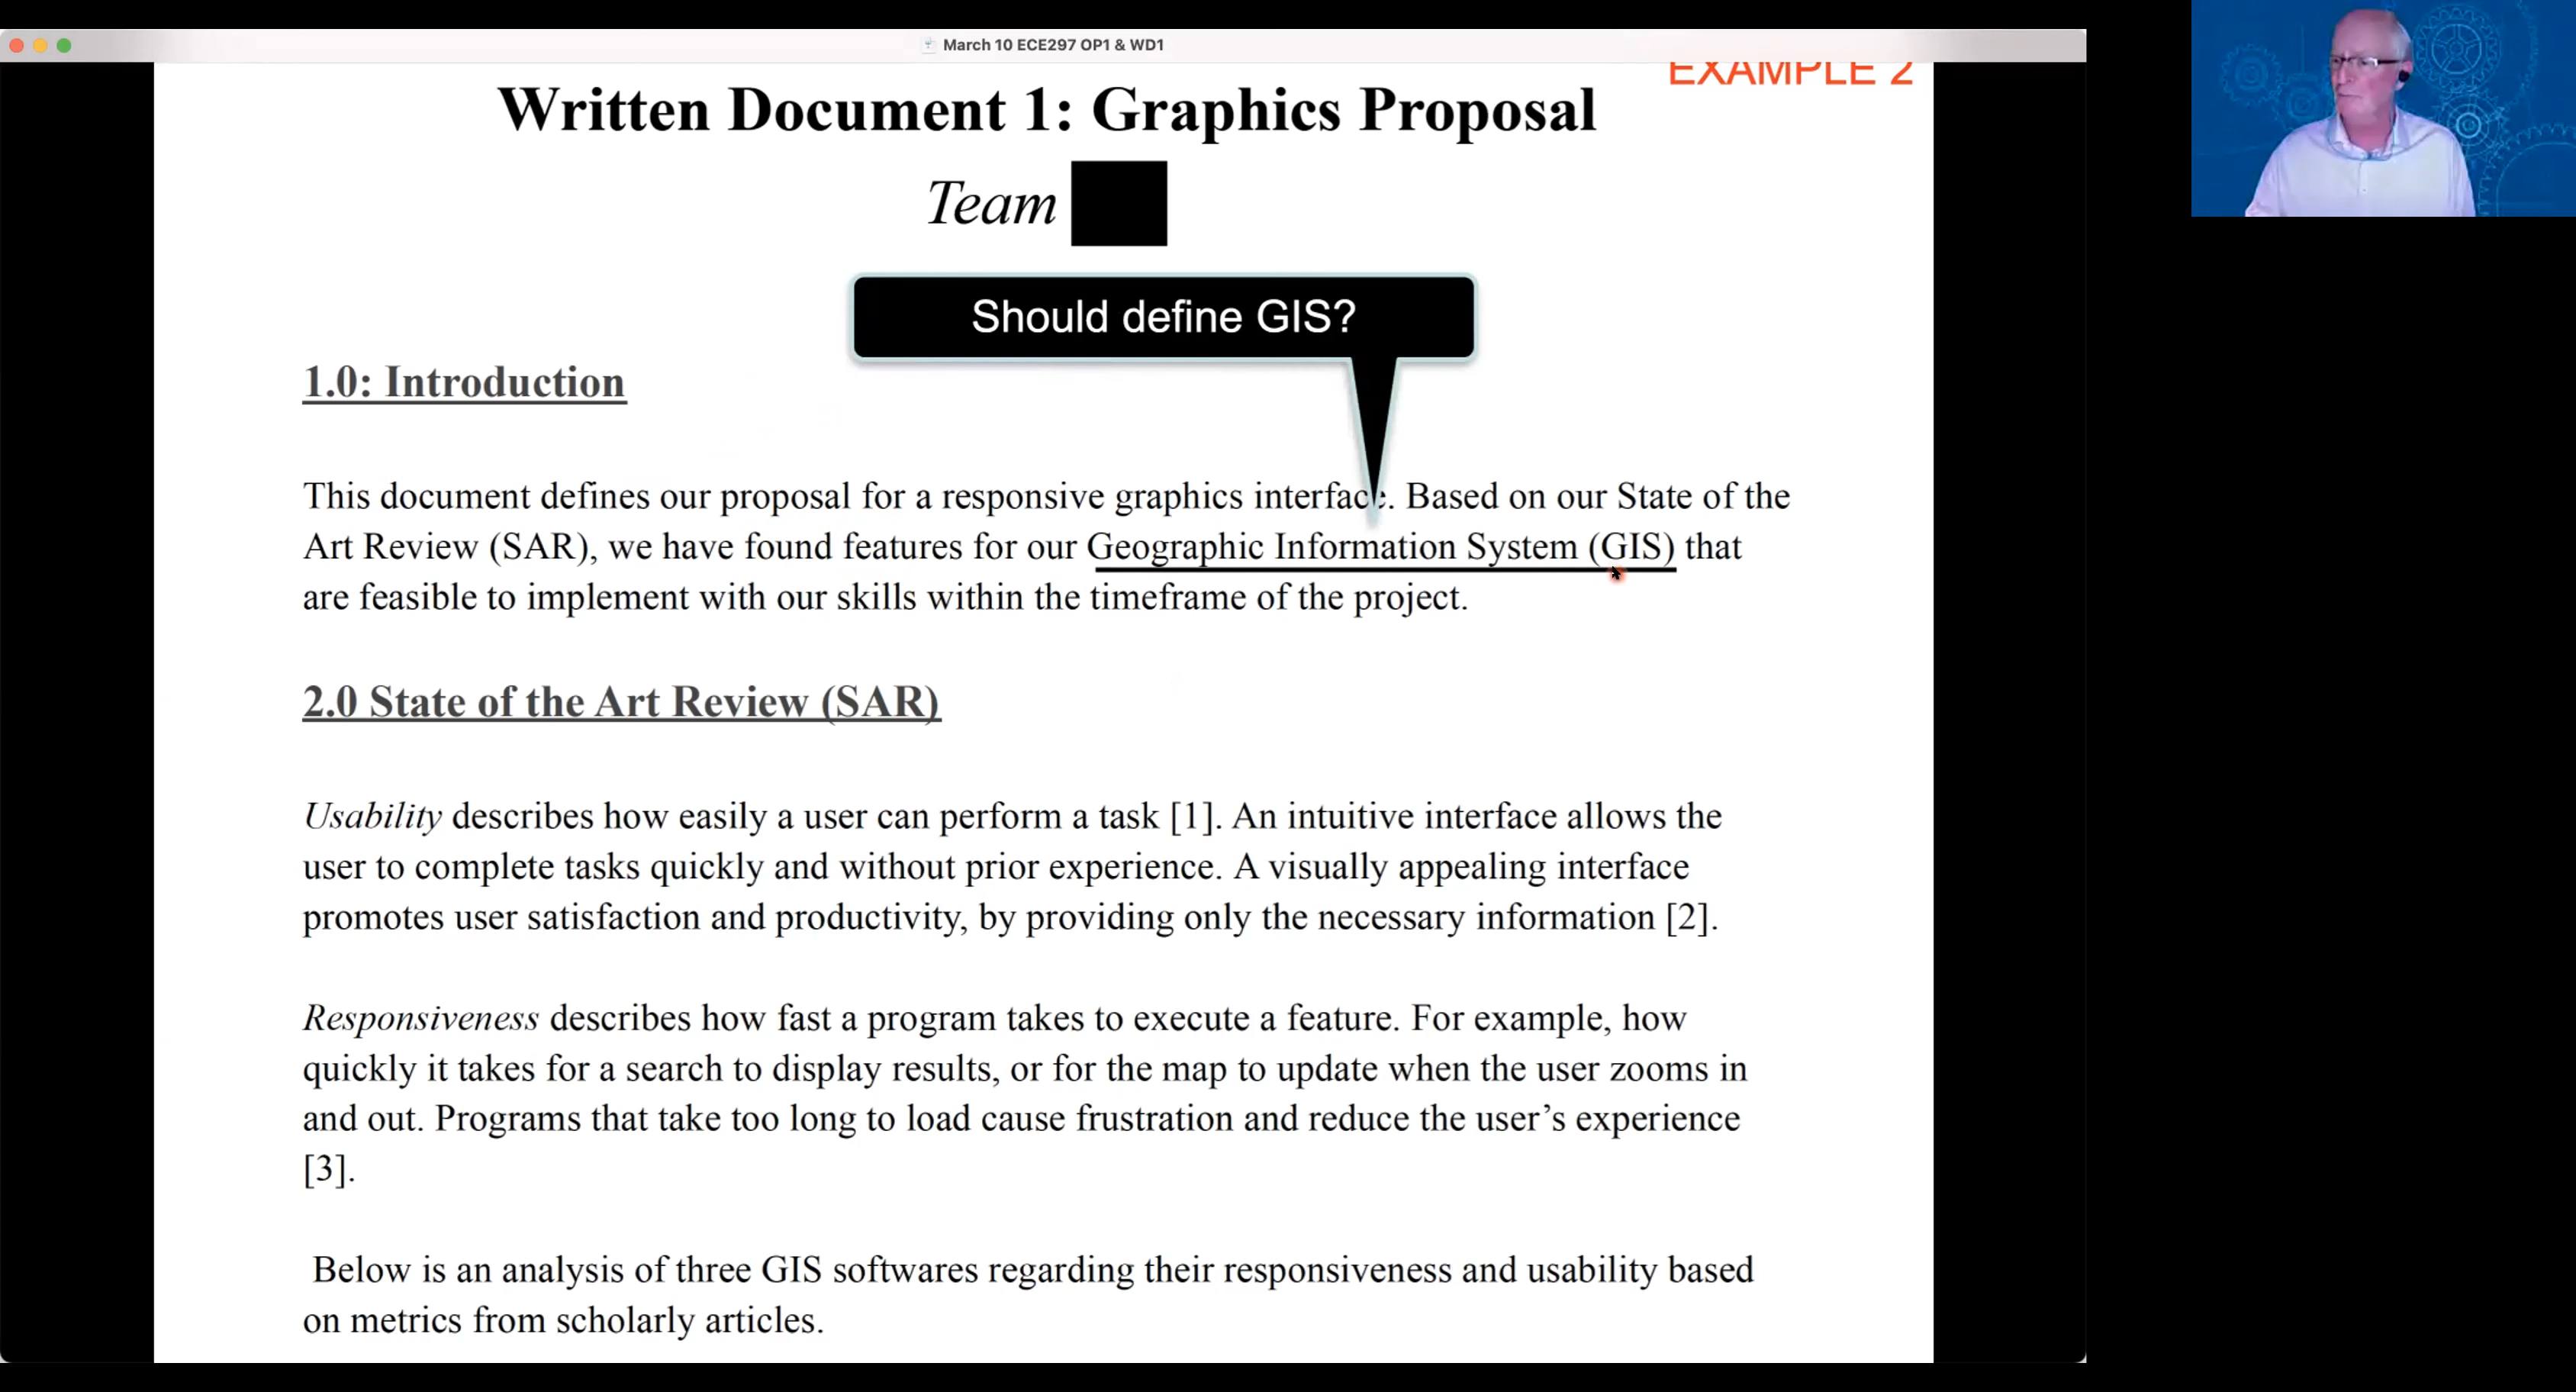 March 10 ECE297 OP1 & WD1
EXAMPLE 2
Written Document 1: Graphics Proposal
Team
Should define GIS?
1.0: Introduction
This document defines our proposal for a responsive graphics interface. Based on our State of the
Art Review (SAR), we have found features for our Geographic Information System (GIS) that
are feasible to implement with our skills within the timeframe of the project.
2.0 State of the Art Review (SAR)
Usability describes how easily a user can perform a task [1]. An intuitive interface allows the
user to complete tasks quickly and without prior experience. A visually appealing interface
promotes user satisfaction and productivity, by providing only the necessary information [2].
Responsiveness describes how fast a program takes to execute a feature. For example, how
quickly it takes for a search to display results, or for the map to update when the user zooms in
and out. Programs that take too long to load cause frustration and reduce the user’s experience
[3].
Below is an analysis of three GIS softwares regarding their responsiveness and usability based
on metrics from scholarly articles.